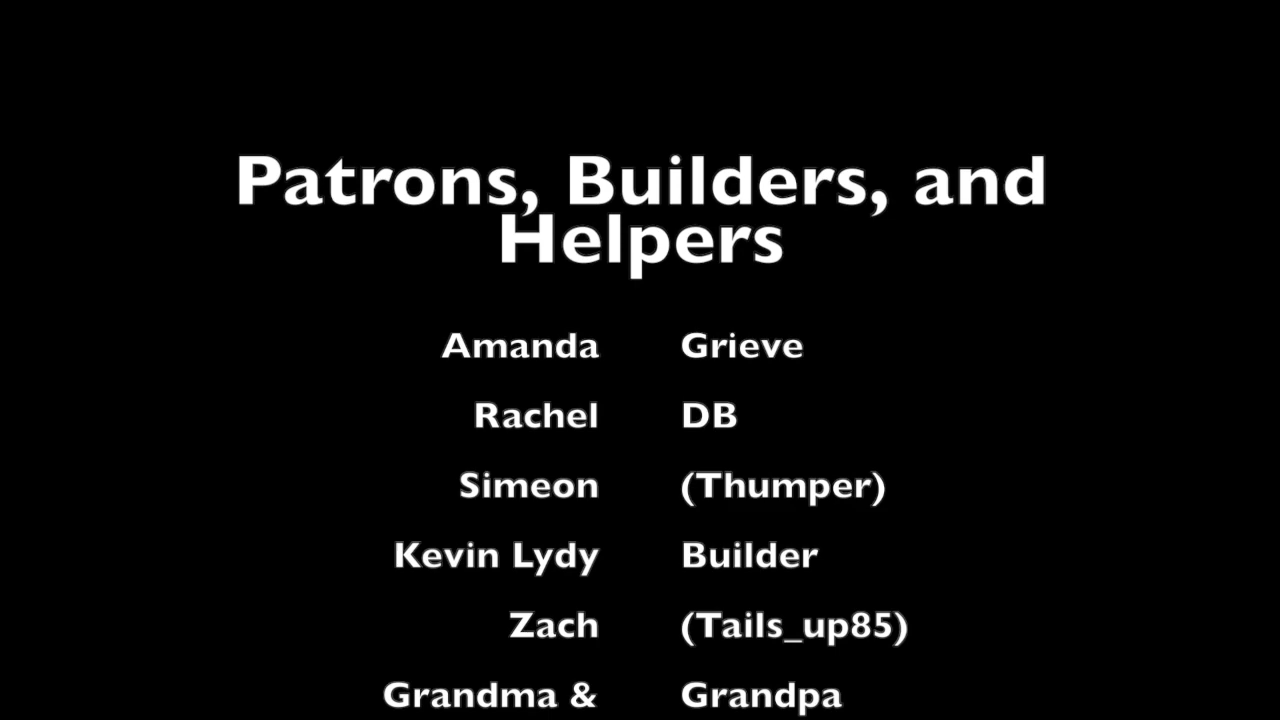 Patrons, Builders, and
Helpers
Amanda Grieve
Rachel DB
Simeon (Thumper)
Kevin Lydy Builder
Zach (Tails_up85)
Grandma & Grandpa